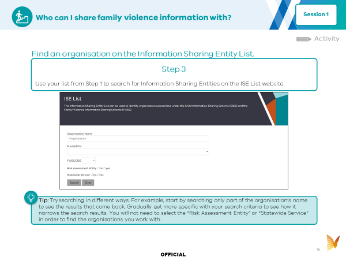 Who can I share family violence information with?
Session 1
Activity
Find an organisation on the Information Sharing Entity List.
Step 3
Use your list from Step 1 to search for Information Sharing Entities on the ISE List website
ISE List
Tip: Try searching in different ways. For example, start by searching only part of the organisation's name
to see the results that come back. Gradually get more specific with your search criteria to see how it
narrows the search results. You will not need to select the "Risk Assessment Entity" or "Statewide Service"
in order to find the organisations you work with.
OFFICIAL